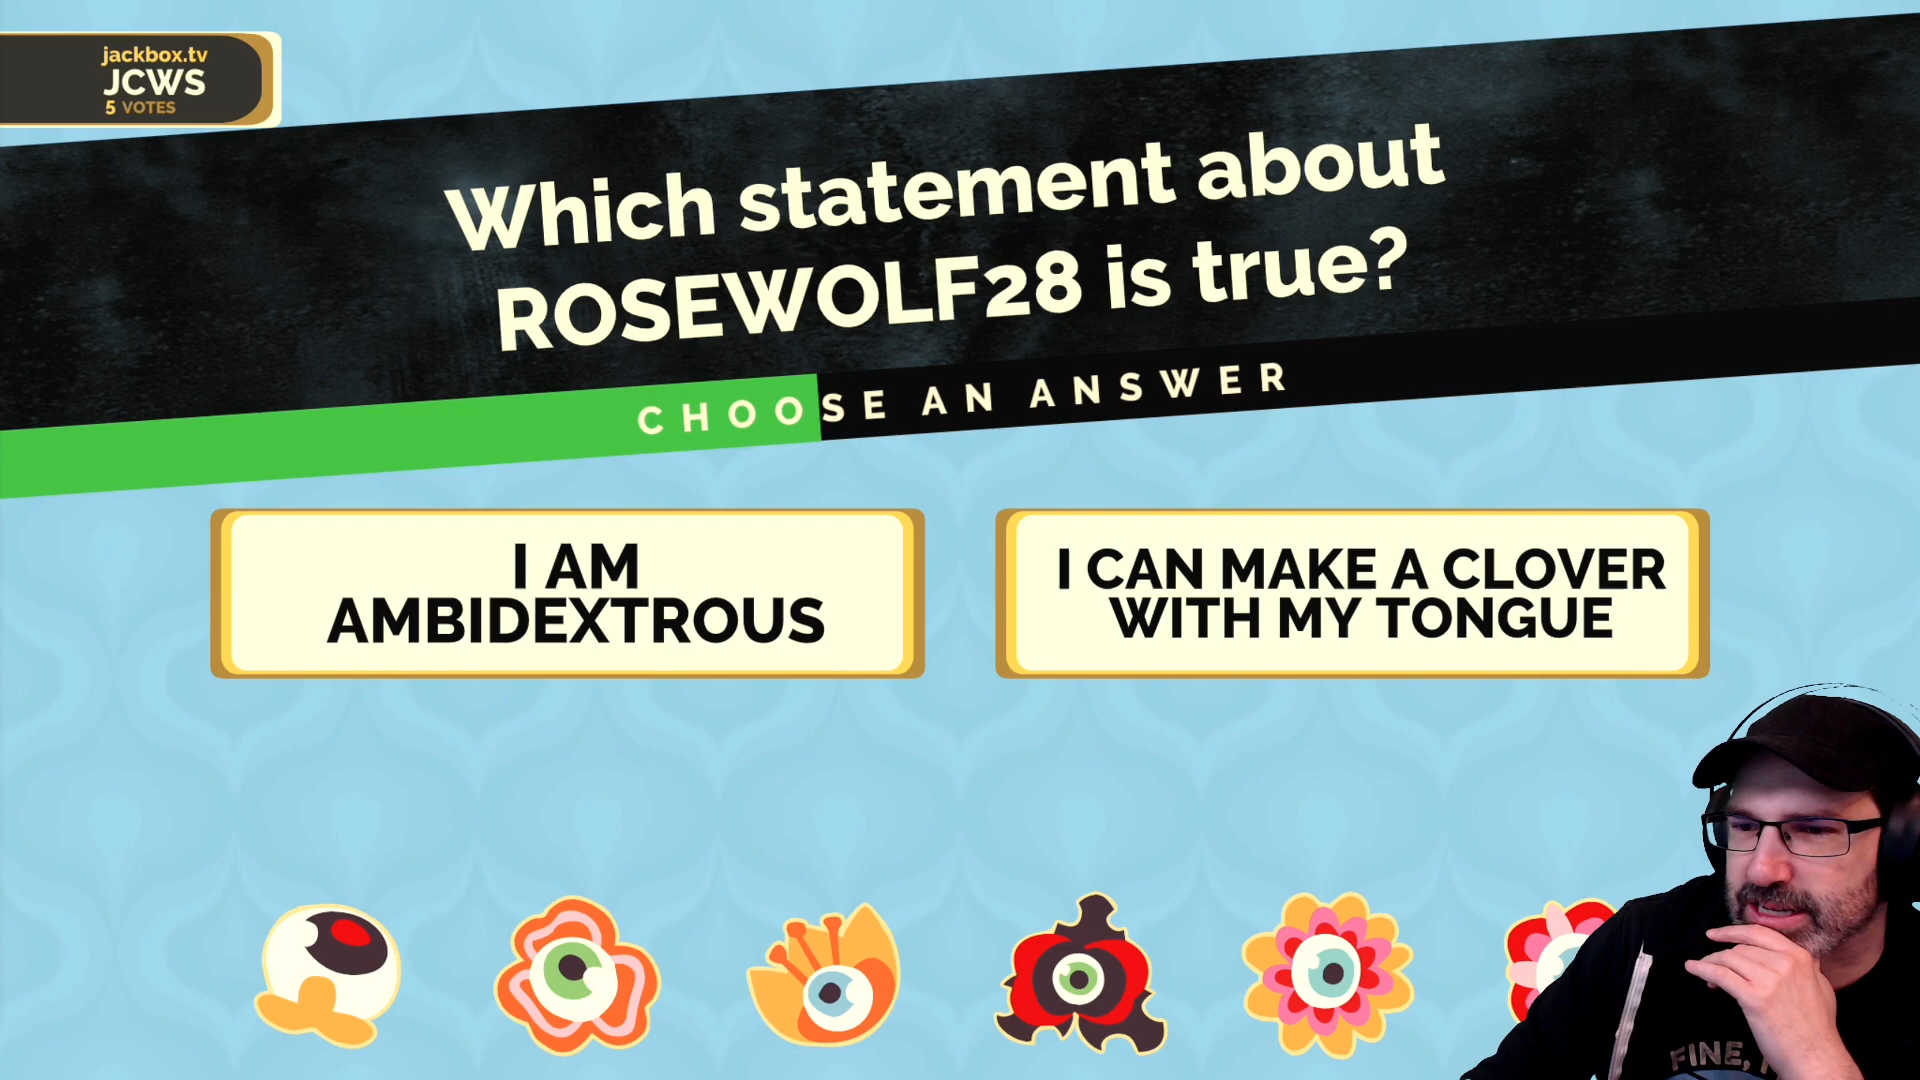 jackbox.tv
JCWS
5 VOTES
Which statement about
ROSEWOLF28 is true?
CHOOSE AN ANSWER
I AM
AMBIDEXTROUS
I CAN MAKE A CLOVER
WITH MY TONGUE
FINE,